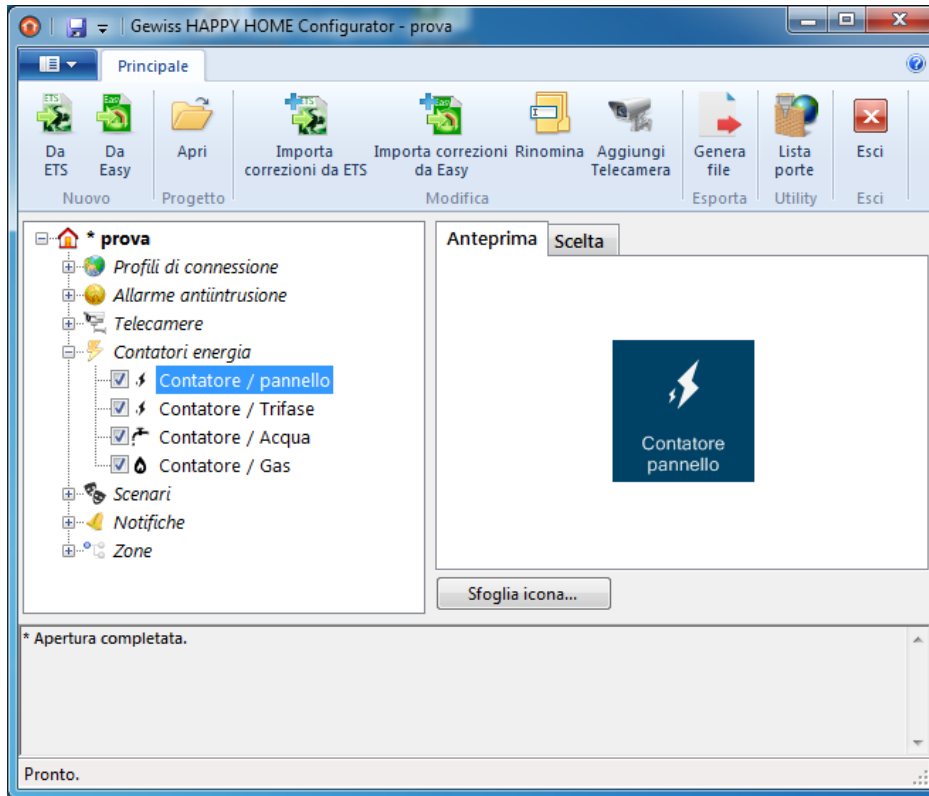 Gewiss HAPPY HOME Configurator - prova
Principale
Da ETS
Da Easy
Apri
Importa correzioni da ETS
Importa correzioni da Easy
Rinomina
Aggiungi Telecamera
Genera file
Lista porte
Esci
Nuovo
Progetto
Modifica
Esporta
Utility
Esci
* prova
Profili di connessione
Allarme antiintrusione
Telecamere
Contatori energia
Contatore / pannello
Contatore / Trifase
Contatore / Acqua
Contatore / Gas
Scenari
Notifiche
Zone
Anteprima
Scelta
Contatore
pannello
Sfoglia icona...
* Apertura completata.
Pronto.